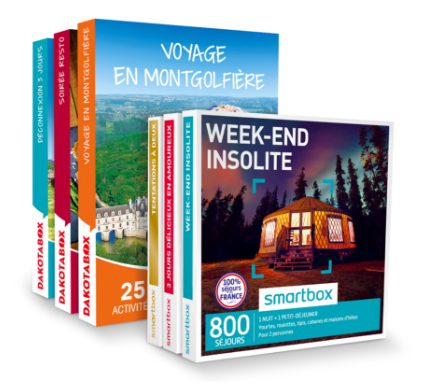 DÉCONNEXION 3 JOURS
DAKOTABOX
SOIRÉE RESTO
DAKOTABOX
VOYAGE EN MONTGOLFIÈRE
DAKOTABOX
VOYAGE
EN MONTGOLFIÈRE
25
ACTIVITÉ
TENTATIONS À DEUX
smartbox
3 JOURS DÉLICIEUX EN AMOUREUX
smartbox
WEEK-END INSOLITE
smartbox
WEEK-END
INSOLITE
100%
séjours
en
FRANCE
smartbox
800
SÉJOURS
1 NUIT • 1 PETIT-DÉJEUNER
Yourtes, roulottes, tipis, cabanes et maisons d'hôtes
Pour 2 personnes